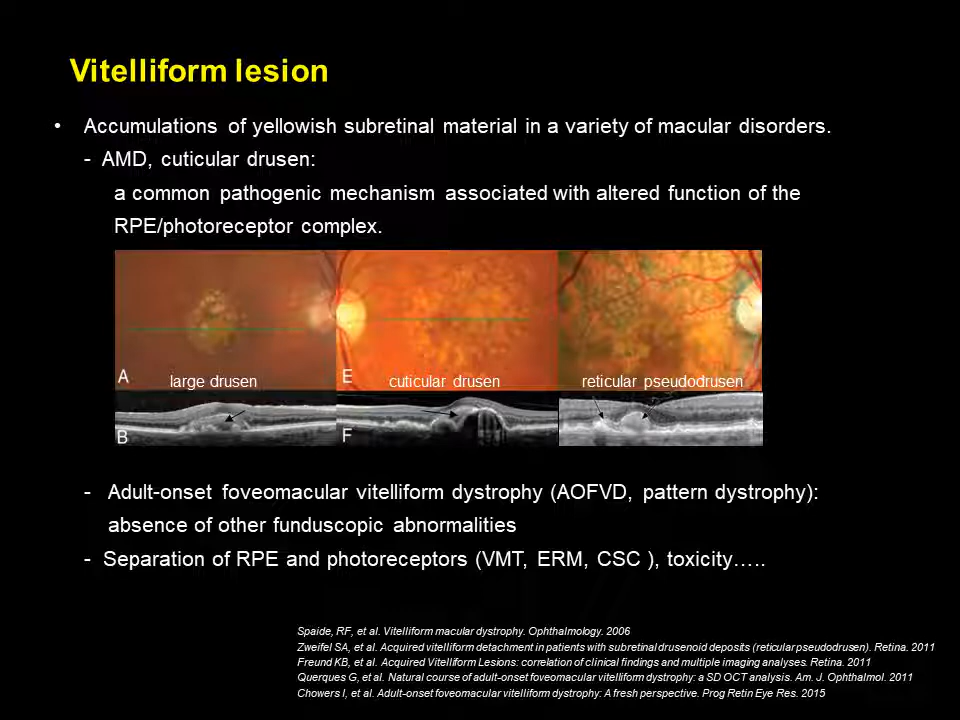 Vitelliform lesion
• Accumulations of yellowish subretinal material in a variety of macular disorders.
- AMD, cuticular drusen:
a common pathogenic mechanism associated with altered function of the
RPE/photoreceptor complex.
A large drusen E cuticular drusen reticular pseudodrusen
B F
- Adult-onset foveomacular vitelliform dystrophy (AOFVD, pattern dystrophy):
absence of other funduscopic abnormalities
- Separation of RPE and photoreceptors (VMT, ERM, CSC ), toxicity…..
Spaide, RF, et al. Vitelliform macular dystrophy. Ophthalmology. 2006
Zweifel SA, et al. Acquired vitelliform detachment in patients with subretinal drusenoid deposits (reticular pseudodrusen). Retina. 2011
Freund KB, et al. Acquired Vitelliform Lesions: correlation of clinical findings and multiple imaging analyses. Retina. 2011
Querques G, et al. Natural course of adult-onset foveomacular vitelliform dystrophy: a SD OCT analysis. Am. J. Ophthalmol. 2011
Chowers I, et al. Adult-onset foveomacular vitelliform dystrophy: A fresh perspective. Prog Retin Eye Res. 2015